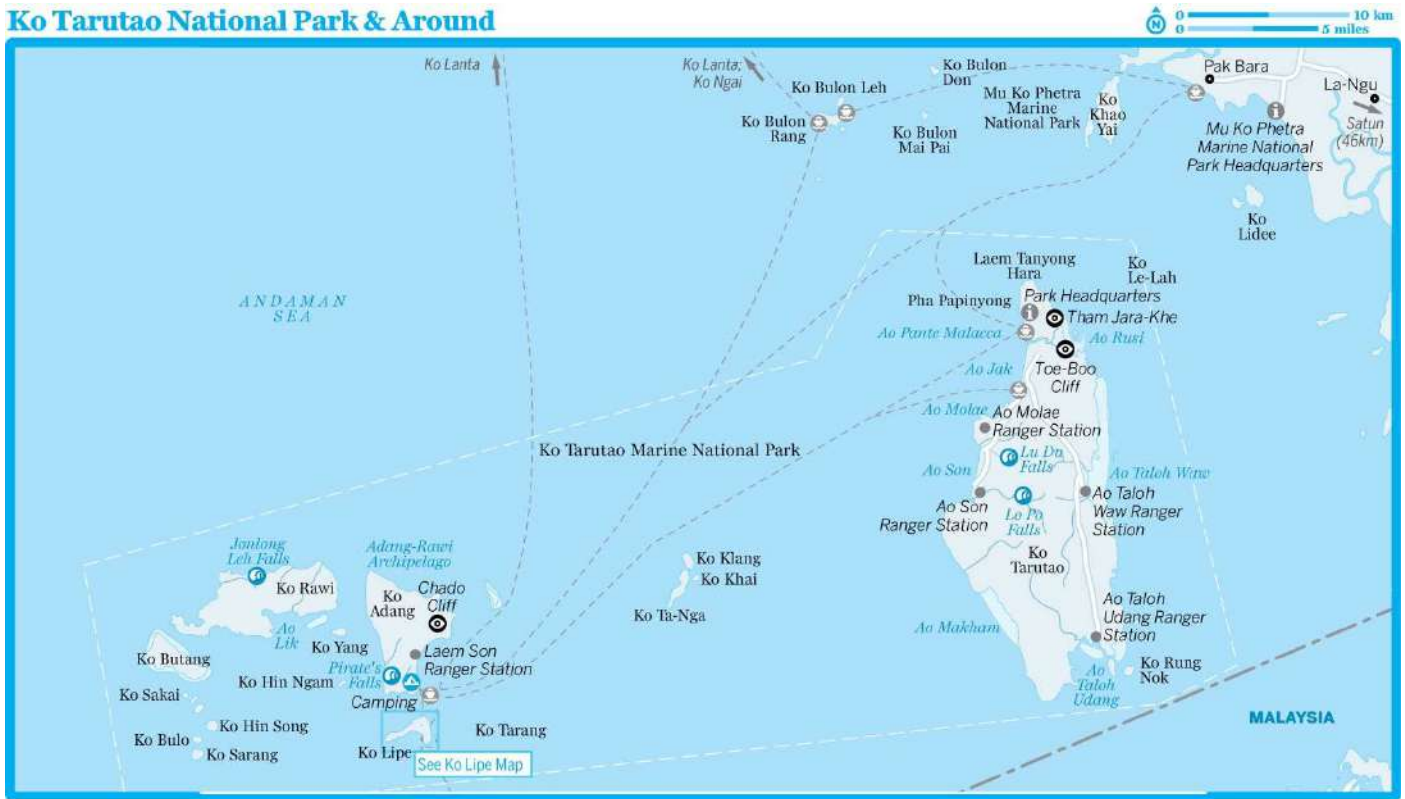 Ko Tarutao National Park & Around
N
0
10 km
0
5 miles
Ko Lanta
Ko Lanta;
Ko Ngai
Ko Bulon Leh
Ko Bulon
Don
Mu Ko Phetra
Marine
National Park
Ko
Khao
Yai
Pak Bara
La-Ngu
Satun
(46km)
Ko Bulon
Rang
Ko Bulon
Mai Pai
Mu Ko Phetra
Marine National
Park Headquarters
Ko
Lidee
ANDAMAN
SEA
Laem Tanyong
Hara
Ko
Le-Lah
Pha Papinyong
Park Headquarters
Tham Jara-Khe
Ao Pante Malacca
Ao Rusi
Toe-Boo
Cliff
Ao Jak
Ao Molae
Ao Molae
Ranger Station
Ko Tarutao Marine National Park
Lu Du
Falls
Ao Son
Ao Taloh Waw
Ao Son
Ranger Station
Lo Po
Falls
Ao Taloh
Waw Ranger
Station
Ko
Tarutao
Jonlong
Leh Falls
Adang-Rawi
Archipelago
Ko Klang
Ko Khai
Ko Ta-Nga
Ko Rawi
Ko
Adang
Chado
Cliff
Ao
Lik
Ko Yang
Ao Makham
Ao Taloh
Udang Ranger
Station
Ko Butang
Laem Son
Ranger Station
Pirate's
Falls
Ko Hin Ngam
Camping
Ko Rung
Nok
Ao
Taloh
Udang
Ko Sakai
Ko Hin Song
Ko Bulo
Ko Sarang
Ko Lipe
Ko Tarang
See Ko Lipe Map
MALAYSIA